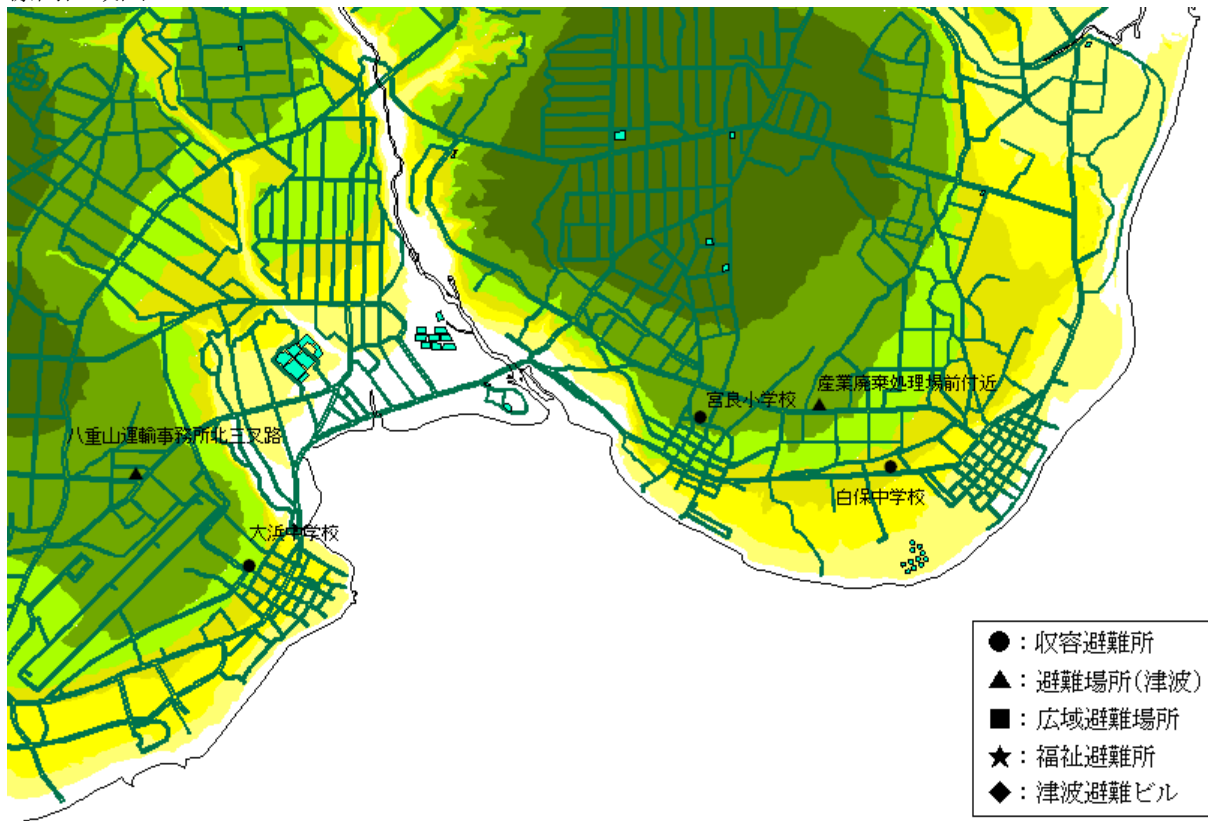 産業廃棄処理場前付近
宮良小学校
八重山運輸事務所北三叉路
白保中学校
大浜中学校
●：収容避難所
▲：避難場所(津波)
■：広域避難場所
★：福祉避難所
◆：津波避難ビル